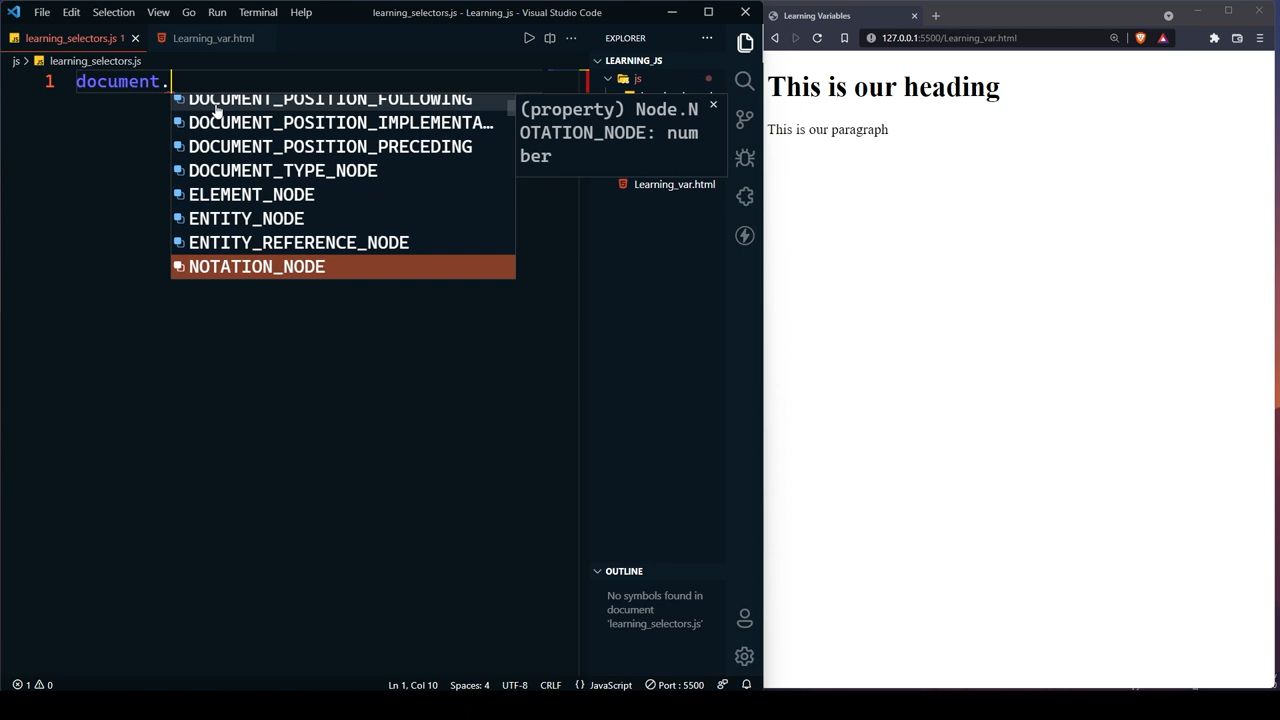 File Edit Selection View Go Run Terminal Help
learning_selectors.js - Learning_js - Visual Studio Code
learning_selectors.js 1
Learning_var.html
js > learning_selectors.js
1 document.
DOCUMENT_POSITION_FOLLOWING
DOCUMENT_POSITION_IMPLEMENTA...
DOCUMENT_POSITION_PRECEDING
DOCUMENT_TYPE_NODE
ELEMENT_NODE
ENTITY_NODE
ENTITY_REFERENCE_NODE
NOTATION_NODE
(property) Node.N
OTATION_NODE: num
ber
EXPLORER
LEARNING_JS
js
Learning_var.html
OUTLINE
No symbols found in
document
'learning_selectors.js'
1 0
Ln 1, Col 10 Spaces: 4 UTF-8 CRLF {} JavaScript Port : 5500
Learning Variables
127.0.0.1:5500/Learning_var.html
This is our heading
This is our paragraph